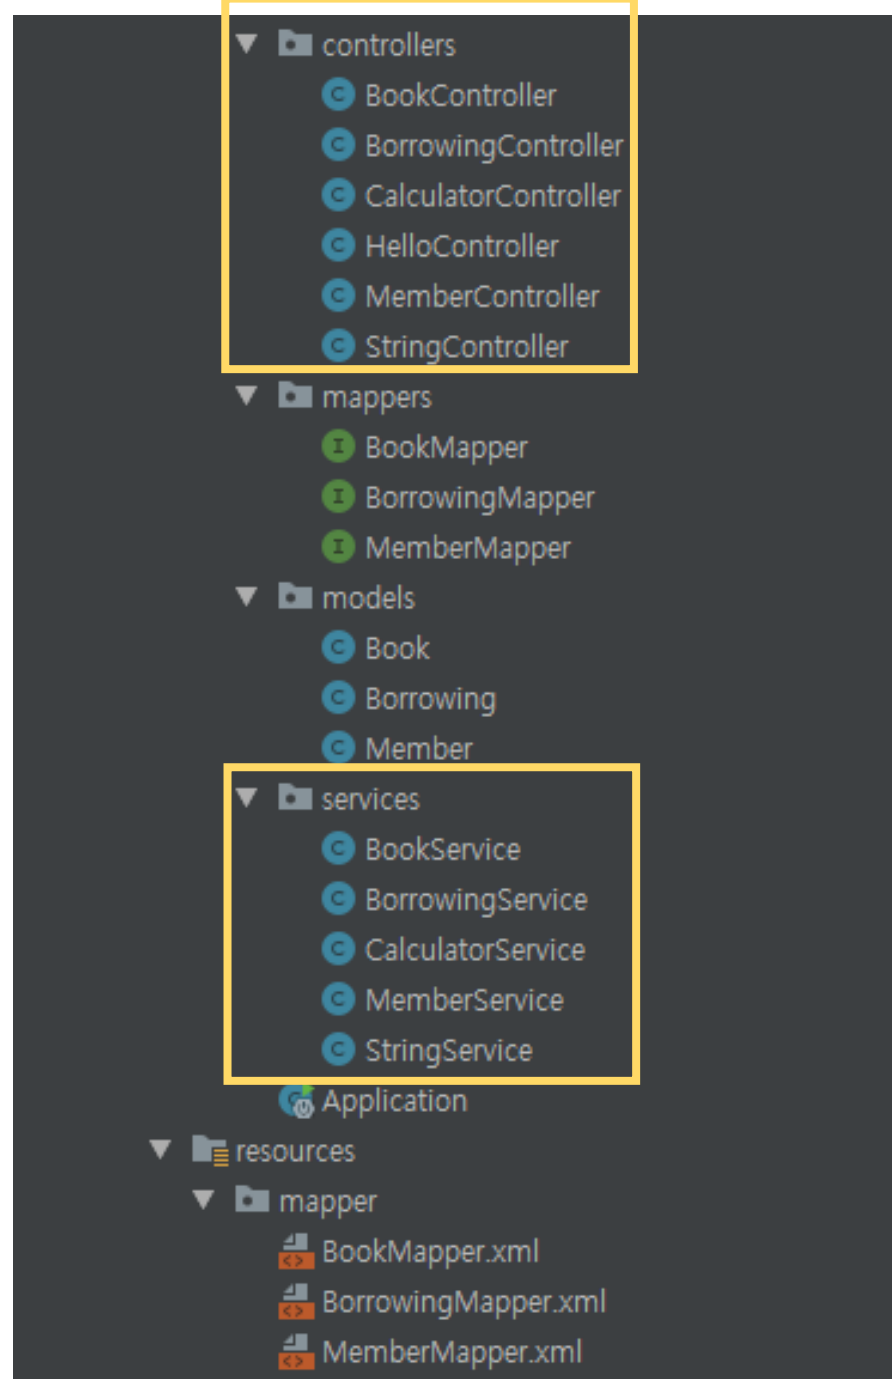 controllers
BookController
BorrowingController
CalculatorController
HelloController
MemberController
StringController
mappers
BookMapper
BorrowingMapper
MemberMapper
models
Book
Borrowing
Member
services
BookService
BorrowingService
CalculatorService
MemberService
StringService
Application
resources
mapper
BookMapper.xml
BorrowingMapper.xml
MemberMapper.xml